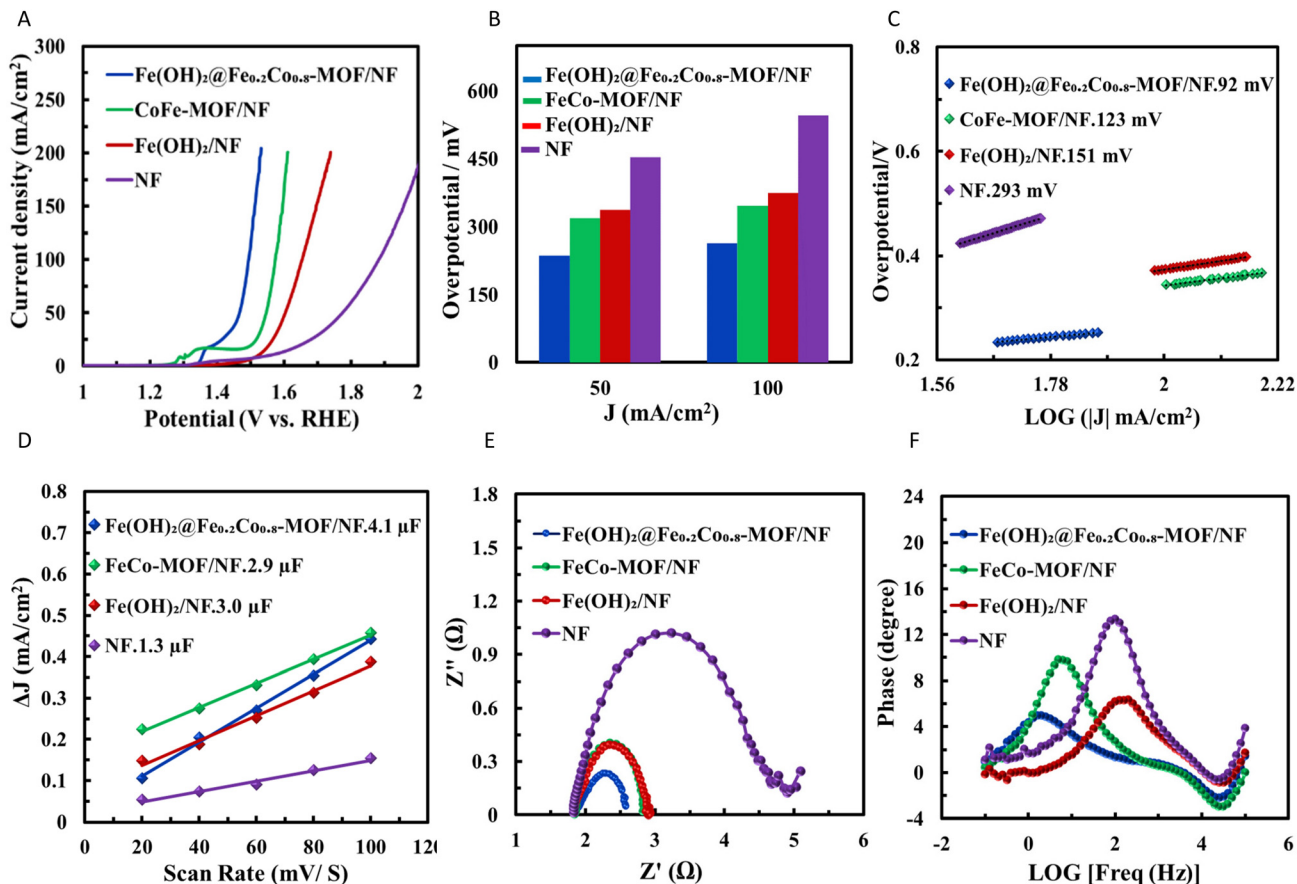 A
300
250
200
150
100
50
0
1
1.2
1.4
1.6
1.8
2
Current density (mA/cm²)
Potential (V vs. RHE)
Fe(OH)₂@Fe₀.₂Co₀.₈-MOF/NF
CoFe-MOF/NF
Fe(OH)₂/NF
NF
B
600
450
300
150
0
50
100
Overpotential / mV
J (mA/cm²)
Fe(OH)₂@Fe₀.₂Co₀.₈-MOF/NF
FeCo-MOF/NF
Fe(OH)₂/NF
NF
C
0.8
0.6
0.4
0.2
1.56
1.78
2
2.22
Overpotential/V
LOG (|J| mA/cm²)
Fe(OH)₂@Fe₀.₂Co₀.₈-MOF/NF.92 mV
CoFe-MOF/NF.123 mV
Fe(OH)₂/NF.151 mV
NF.293 mV
D
0.8
0.7
0.6
0.5
0.4
0.3
0.2
0.1
0
0
20
40
60
80
100
120
ΔJ (mA/cm²)
Scan Rate (mV/ S)
Fe(OH)₂@Fe₀.₂Co₀.₈-MOF/NF.4.1 µF
FeCo-MOF/NF.2.9 µF
Fe(OH)₂/NF.3.0 µF
NF.1.3 µF
E
1.8
1.5
1.2
0.9
0.6
0.3
0
1
2
3
4
5
6
Z'' (Ω)
Z' (Ω)
Fe(OH)₂@Fe₀.₂Co₀.₈-MOF/NF
FeCo-MOF/NF
Fe(OH)₂/NF
NF
F
24
20
16
12
8
4
0
-4
-2
0
2
4
6
Phase (degree)
LOG [Freq (Hz)]
Fe(OH)₂@Fe₀.₂Co₀.₈-MOF/NF
FeCo-MOF/NF
Fe(OH)₂/NF
NF